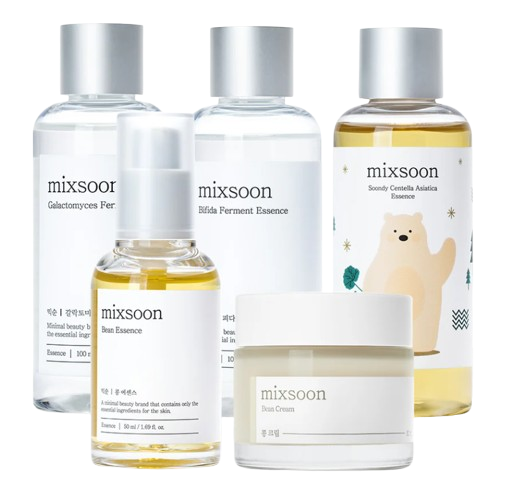 mixsoon
Galactomyces
믹순 |
Minimal beauty
the essential
Essence | 100
mixsoon
Bifida Ferment Essence
mixsoon
Soondy Centella Asiatica
Essence
mixsoon
Bean Essence
믹순 | 콩 에센스
A minimal beauty brand that contains only the
essential ingredients for the skin.
Essence | 50 ml / 1.69 fl. oz.
mixsoon
Bean Cream
콩 크림